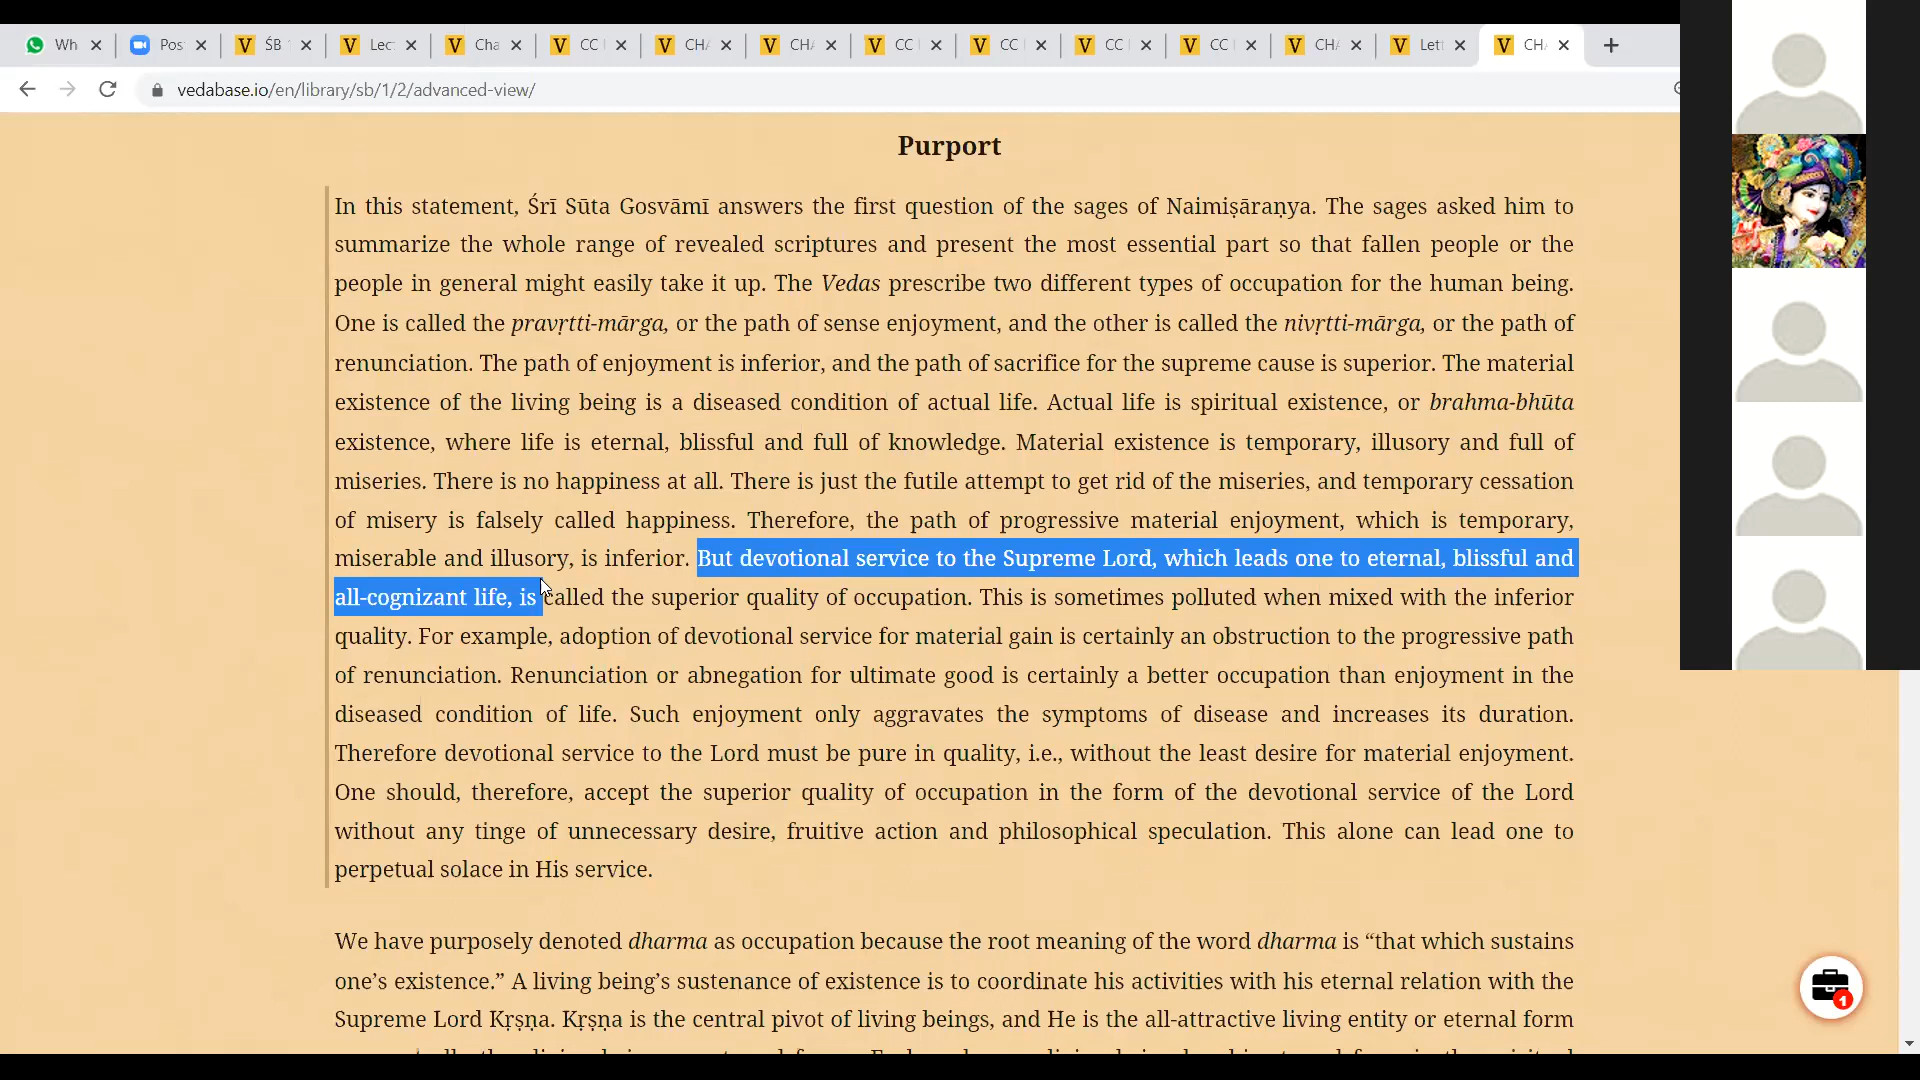 Wh Pos ŚB Lec Cha CC CHA CHA CC CC CC CC CHA Lett CHA
vedabase.io/en/library/sb/1/2/advanced-view/
Purport
In this statement, Śrī Sūta Gosvāmī answers the first question of the sages of Naimiṣāraṇya. The sages asked him to
summarize the whole range of revealed scriptures and present the most essential part so that fallen people or the
people in general might easily take it up. The Vedas prescribe two different types of occupation for the human being.
One is called the pravṛtti-mārga, or the path of sense enjoyment, and the other is called the nivṛtti-mārga, or the path of
renunciation. The path of enjoyment is inferior, and the path of sacrifice for the supreme cause is superior. The material
existence of the living being is a diseased condition of actual life. Actual life is spiritual existence, or brahma-bhūta
existence, where life is eternal, blissful and full of knowledge. Material existence is temporary, illusory and full of
miseries. There is no happiness at all. There is just the futile attempt to get rid of the miseries, and temporary cessation
of misery is falsely called happiness. Therefore, the path of progressive material enjoyment, which is temporary,
miserable and illusory, is inferior. But devotional service to the Supreme Lord, which leads one to eternal, blissful and
all-cognizant life, is called the superior quality of occupation. This is sometimes polluted when mixed with the inferior
quality. For example, adoption of devotional service for material gain is certainly an obstruction to the progressive path
of renunciation. Renunciation or abnegation for ultimate good is certainly a better occupation than enjoyment in the
diseased condition of life. Such enjoyment only aggravates the symptoms of disease and increases its duration.
Therefore devotional service to the Lord must be pure in quality, i.e., without the least desire for material enjoyment.
One should, therefore, accept the superior quality of occupation in the form of the devotional service of the Lord
without any tinge of unnecessary desire, fruitive action and philosophical speculation. This alone can lead one to
perpetual solace in His service.
We have purposely denoted dharma as occupation because the root meaning of the word dharma is “that which sustains
one’s existence.” A living being’s sustenance of existence is to coordinate his activities with his eternal relation with the
Supreme Lord Kṛṣṇa. Kṛṣṇa is the central pivot of living beings, and He is the all-attractive living entity or eternal form
1